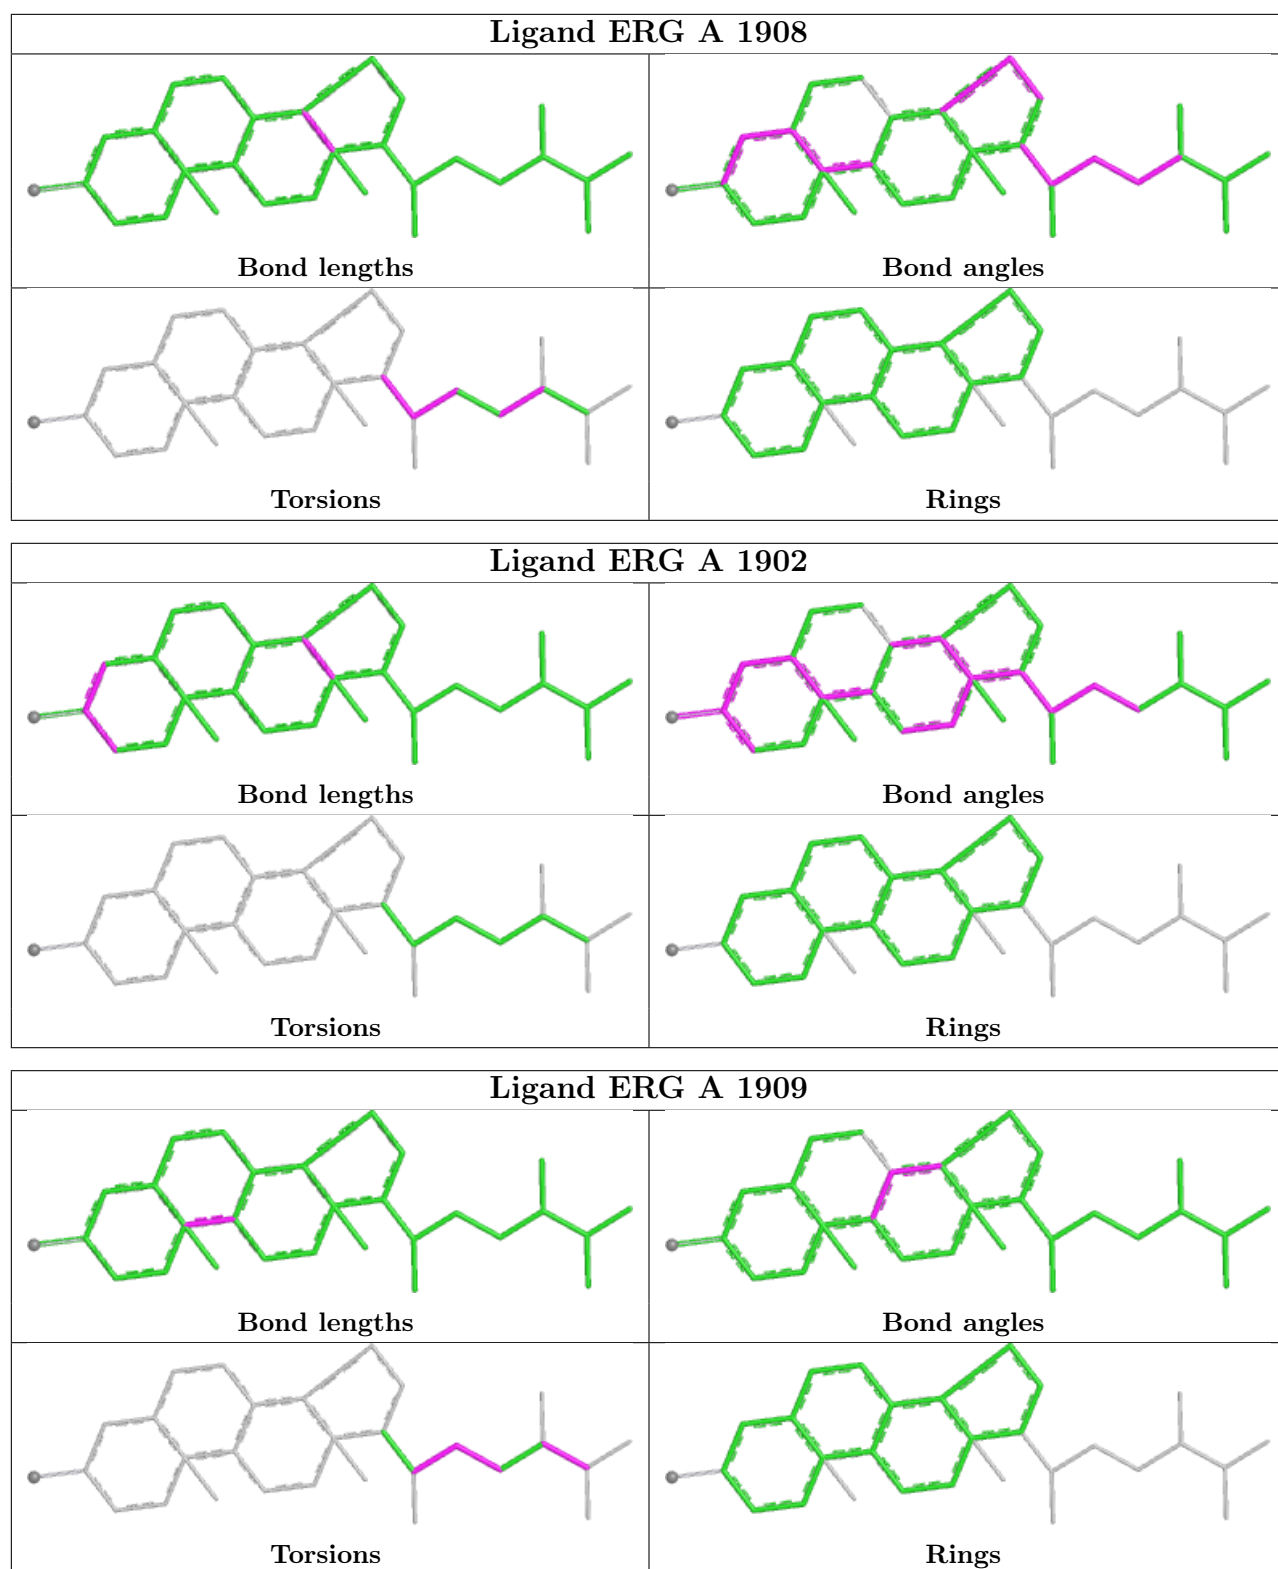 Ligand ERG A 1908
Bond lengths
Bond angles
Torsions
Rings
Ligand ERG A 1902
Bond lengths
Bond angles
Torsions
Rings
Ligand ERG A 1909
Bond lengths
Bond angles
Torsions
Rings